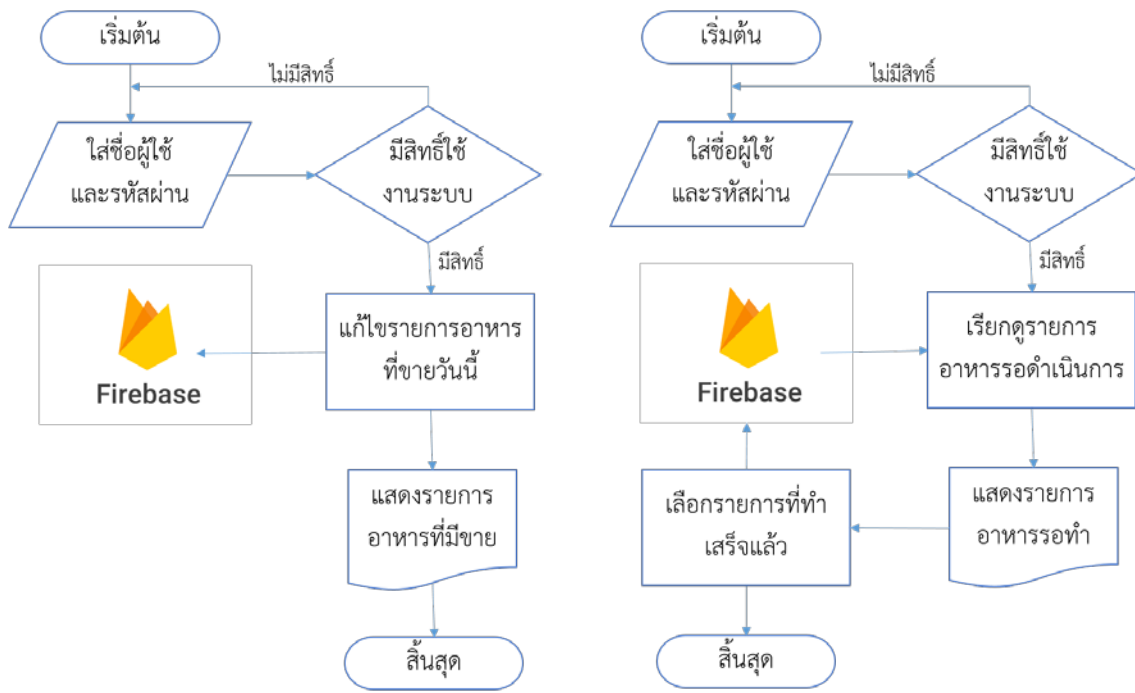 เริ่มต้น
ไม่มีสิทธิ์
ใส่ชื่อผู้ใช้
และรหัสผ่าน
มีสิทธิ์ใช้
งานระบบ
มีสิทธิ์
แก้ไขรายการอาหาร
ที่ขายวันนี้
Firebase
แสดงรายการ
อาหารที่มีขาย
สิ้นสุด
เริ่มต้น
ไม่มีสิทธิ์
ใส่ชื่อผู้ใช้
และรหัสผ่าน
มีสิทธิ์ใช้
งานระบบ
มีสิทธิ์
Firebase
เรียกดูรายการ
อาหารรอดำเนินการ
แสดงรายการ
อาหารรอทำ
เลือกรายการที่ทำ
เสร็จแล้ว
สิ้นสุด